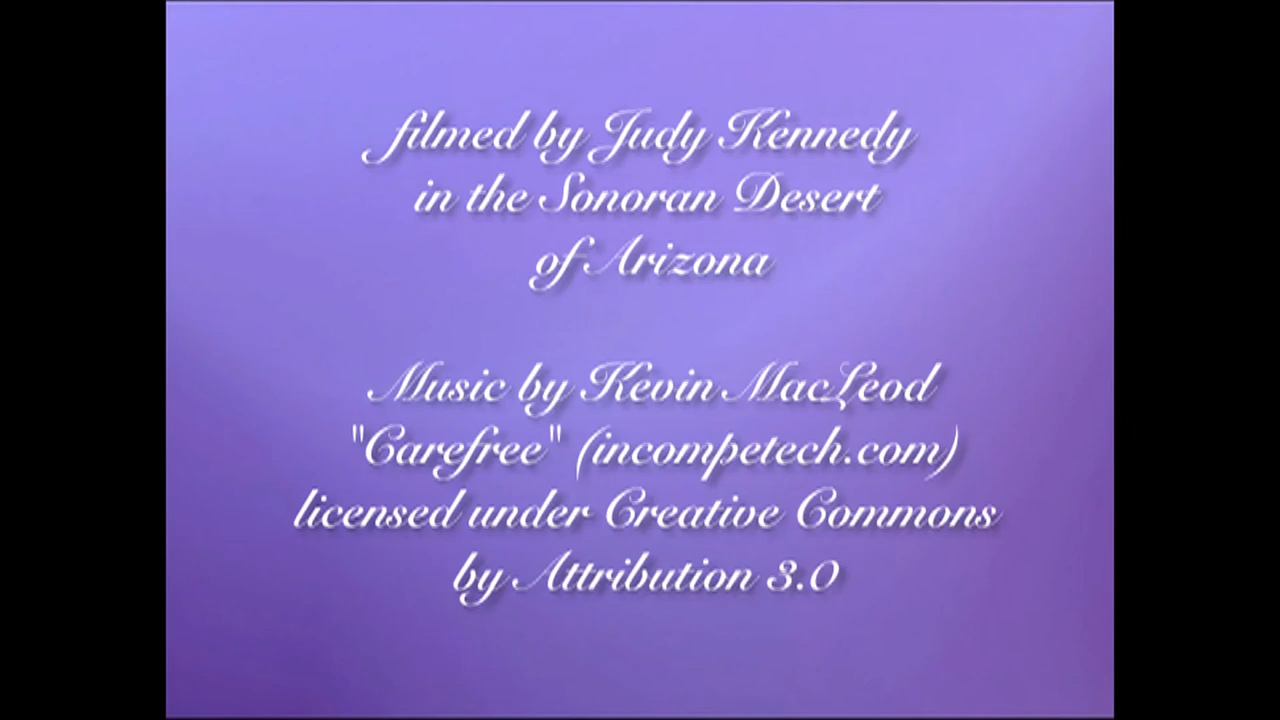 filmed by Judy Kennedy
in the Sonoran Desert
of Arizona
Music by Kevin MacLeod
"Carefree" (incompetech.com)
licensed under Creative Commons
by Attribution 3.0